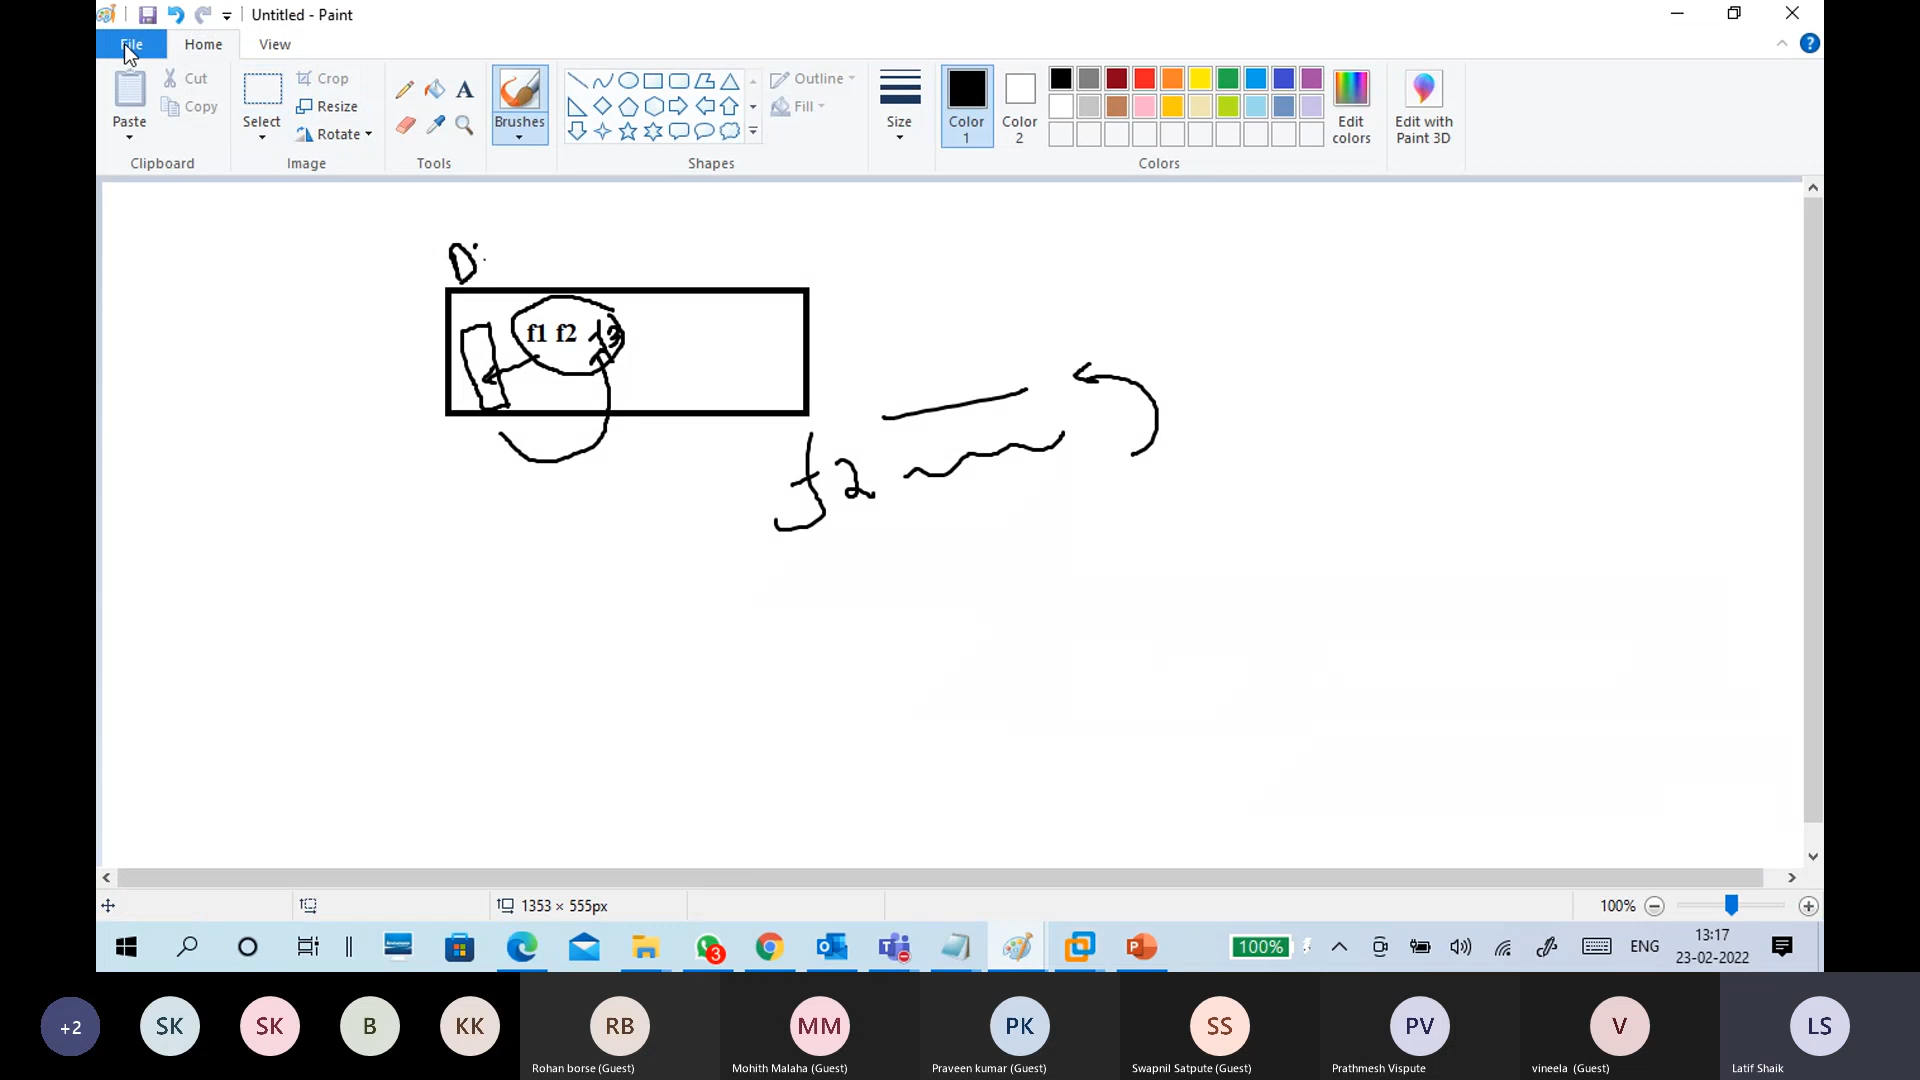 Untitled - Paint
File Home View
Cut
Copy
Paste
Clipboard
Crop
Resize
Rotate
Select
Image
A
Tools
Brushes
Outline
Fill
Shapes
Size
Color 1
Color 2
Edit colors
Edit with Paint 3D
Colors
D:
f1 f2 d3
f2
1353 × 555px
100%
3
100%
ENG
13:17
23-02-2022
+2 SK SK B KK RB MM PK SS PV V LS
Rohan borse (Guest) Mohith Malaha (Guest) Praveen kumar (Guest) Swapnil Satpute (Guest) Prathmesh Vispute vineela (Guest) Latif Shaik